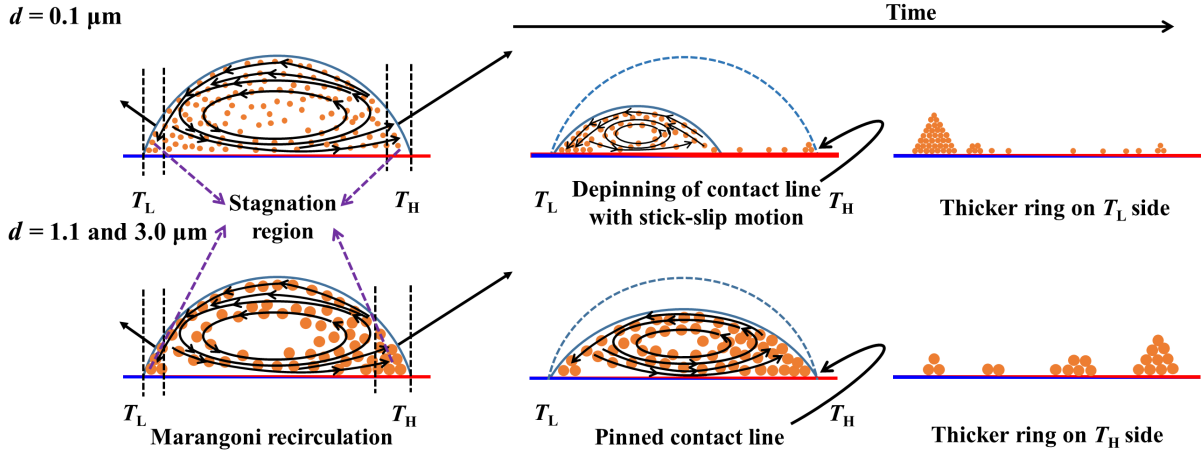 d = 0.1 μm
Time
T_L
Stagnation
region
T_H
T_L
Depinning of contact line
with stick-slip motion
T_H
Thicker ring on T_L side
d = 1.1 and 3.0 μm
T_L
T_H
Marangoni recirculation
T_L
T_H
Pinned contact line
Thicker ring on T_H side